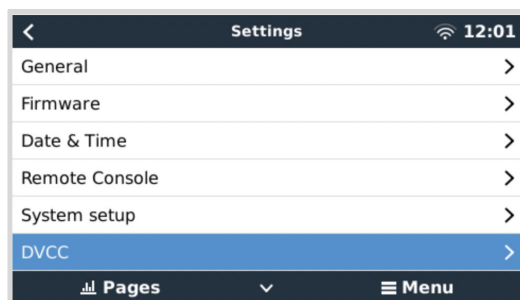 Settings 12:01
General
Firmware
Date & Time
Remote Console
System setup
DVCC
Pages Menu